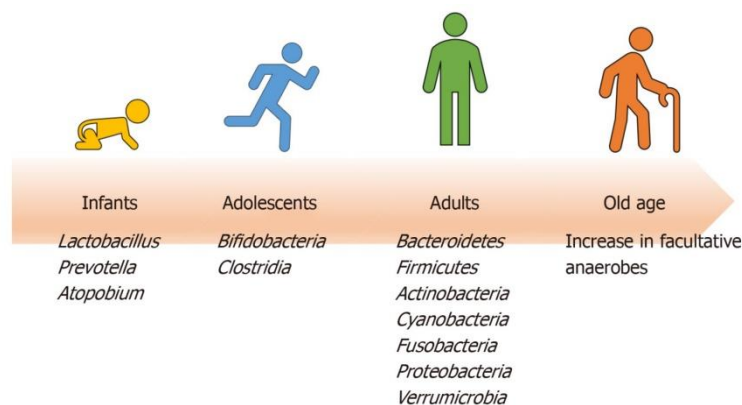 Infants
Lactobacillus
Prevotella
Atopobium
Adolescents
Bifidobacteria
Clostridia
Adults
Bacteroidetes
Firmicutes
Actinobacteria
Cyanobacteria
Fusobacteria
Proteobacteria
Verrumicrobia
Old age
Increase in facultative
anaerobes